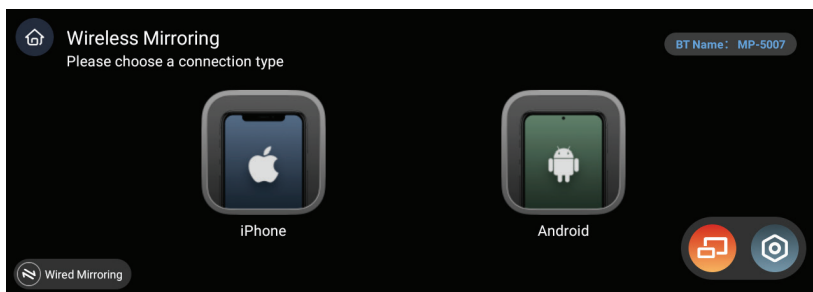 Wireless Mirroring
BT Name： MP-5007
Please choose a connection type
iPhone
Android
Wired Mirroring